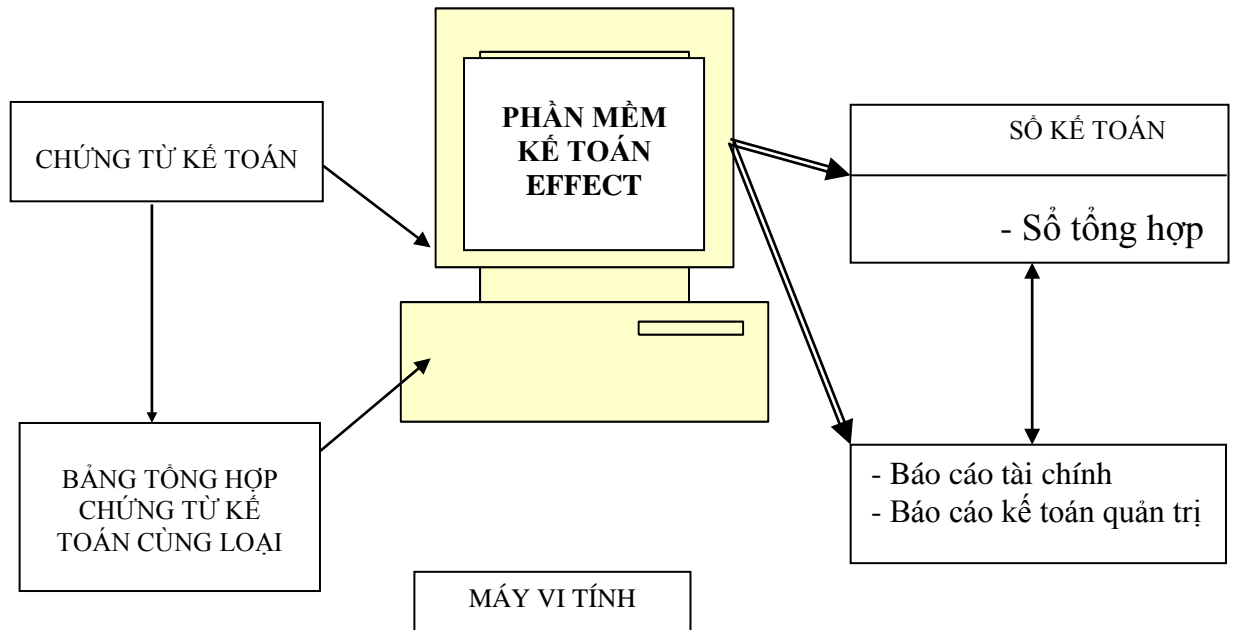 CHỨNG TỪ KẾ TOÁN
BẢNG TỔNG HỢP
CHỨNG TỪ KẾ
TOÁN CÙNG LOẠI
PHẦN MỀM
KẾ TOÁN
EFFECT
MÁY VI TÍNH
SỔ KẾ TOÁN
- Sổ tổng hợp
- Báo cáo tài chính
- Báo cáo kế toán quản trị